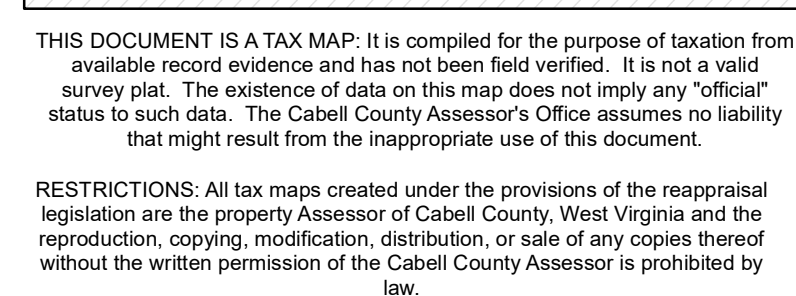 THIS DOCUMENT IS A TAX MAP: It is compiled for the purpose of taxation from
available record evidence and has not been field verified.  It is not a valid
survey plat.  The existence of data on this map does not imply any "official"
status to such data.  The Cabell County Assessor's Office assumes no liability
that might result from the inappropriate use of this document.
RESTRICTIONS: All tax maps created under the provisions of the reappraisal
legislation are the property Assessor of Cabell County, West Virginia and the
reproduction, copying, modification, distribution, or sale of any copies thereof
without the written permission of the Cabell County Assessor is prohibited by
law.